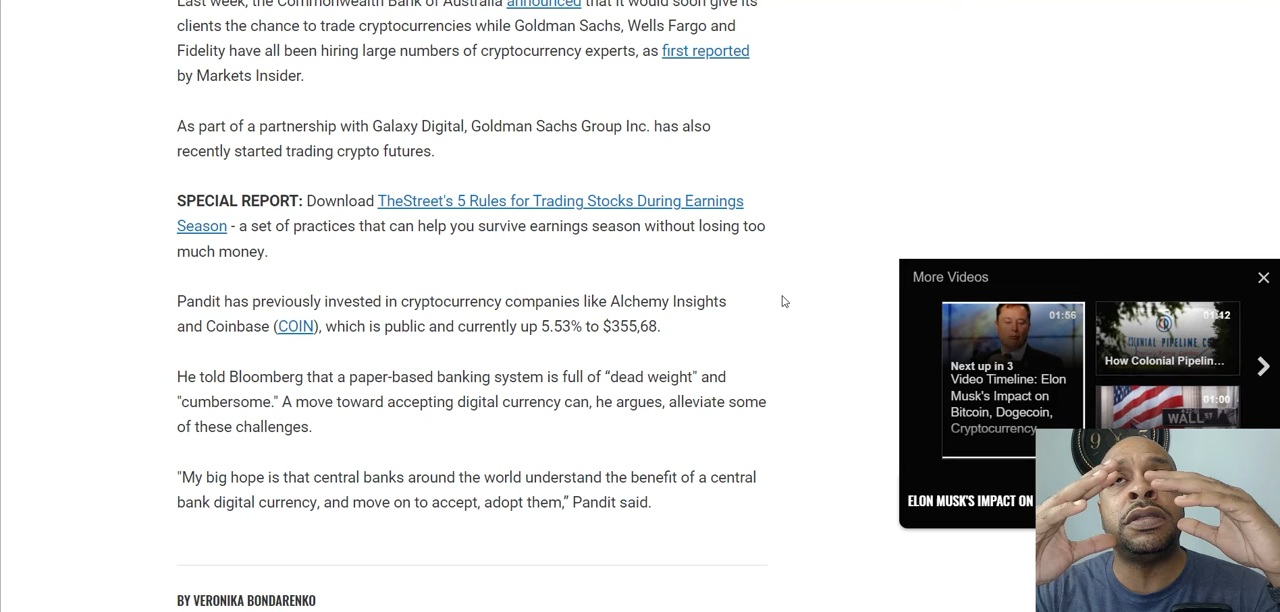 Last week, the Commonwealth Bank of Australia announced that it would soon give its
clients the chance to trade cryptocurrencies while Goldman Sachs, Wells Fargo and
Fidelity have all been hiring large numbers of cryptocurrency experts, as first reported
by Markets Insider.
As part of a partnership with Galaxy Digital, Goldman Sachs Group Inc. has also
recently started trading crypto futures.
SPECIAL REPORT: Download TheStreet's 5 Rules for Trading Stocks During Earnings
Season - a set of practices that can help you survive earnings season without losing too
much money.
Pandit has previously invested in cryptocurrency companies like Alchemy Insights
and Coinbase (COIN), which is public and currently up 5.53% to $355,68.
He told Bloomberg that a paper-based banking system is full of “dead weight" and
"cumbersome." A move toward accepting digital currency can, he argues, alleviate some
of these challenges.
"My big hope is that central banks around the world understand the benefit of a central
bank digital currency, and move on to accept, adopt them,” Pandit said.
BY VERONIKA BONDARENKO
More Videos
01:56
Next up in 3
Video Timeline: Elon
Musk's Impact on
Bitcoin, Dogecoin,
Cryptocurrency
01:12
COLONIAL PIPELINE CO
How Colonial Pipelin...
01:00
WALL ST
ELON MUSK'S IMPACT ON
9